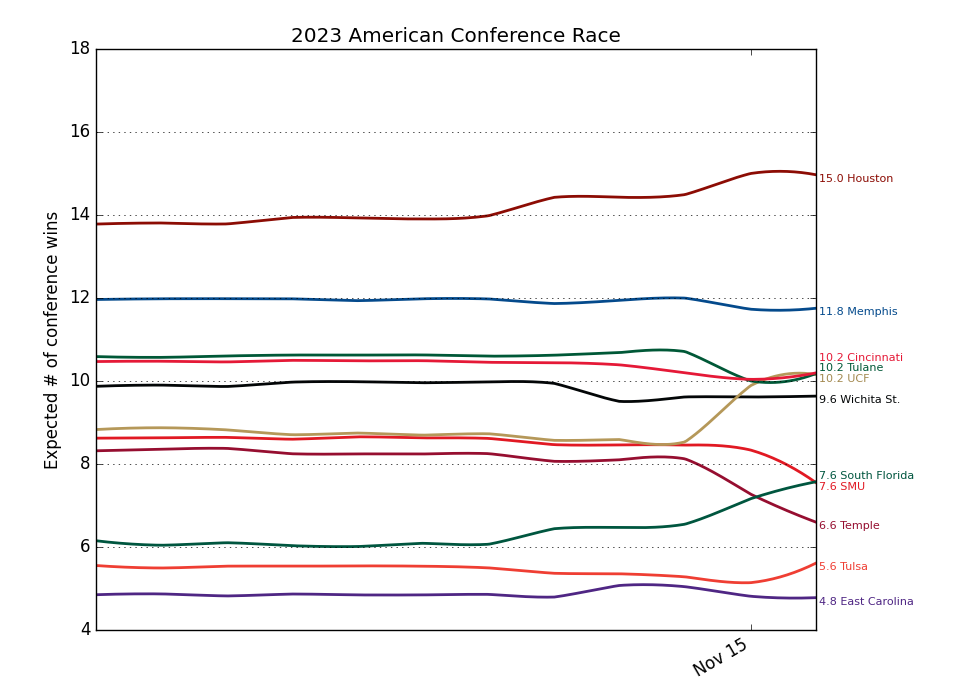 2023 American Conference Race
Expected # of conference wins
18
16
14
12
10
8
6
4
15.0 Houston
11.8 Memphis
10.2 Cincinnati
10.2 Tulane
10.2 UCF
9.6 Wichita St.
7.6 South Florida
7.6 SMU
6.6 Temple
5.6 Tulsa
4.8 East Carolina
Nov 15